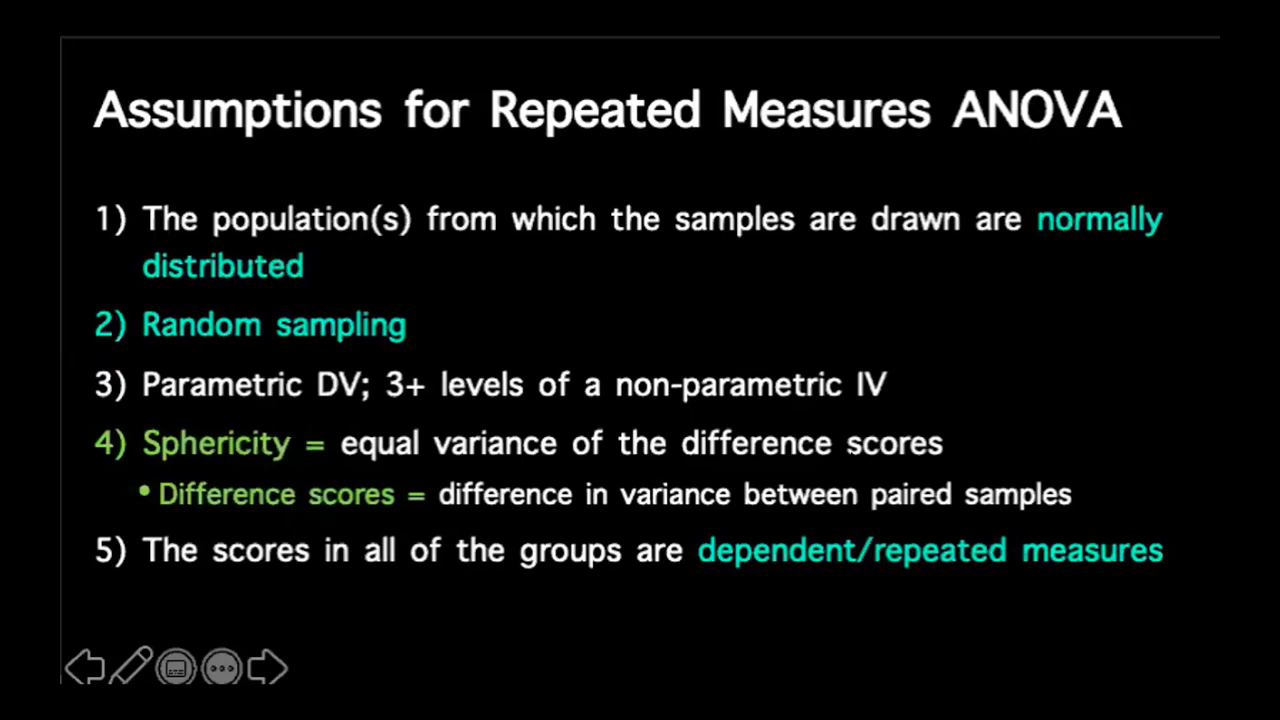 Assumptions for Repeated Measures ANOVA
1) The population(s) from which the samples are drawn are normally
distributed
2) Random sampling
3) Parametric DV; 3+ levels of a non-parametric IV
4) Sphericity = equal variance of the difference scores
• Difference scores = difference in variance between paired samples
5) The scores in all of the groups are dependent/repeated measures